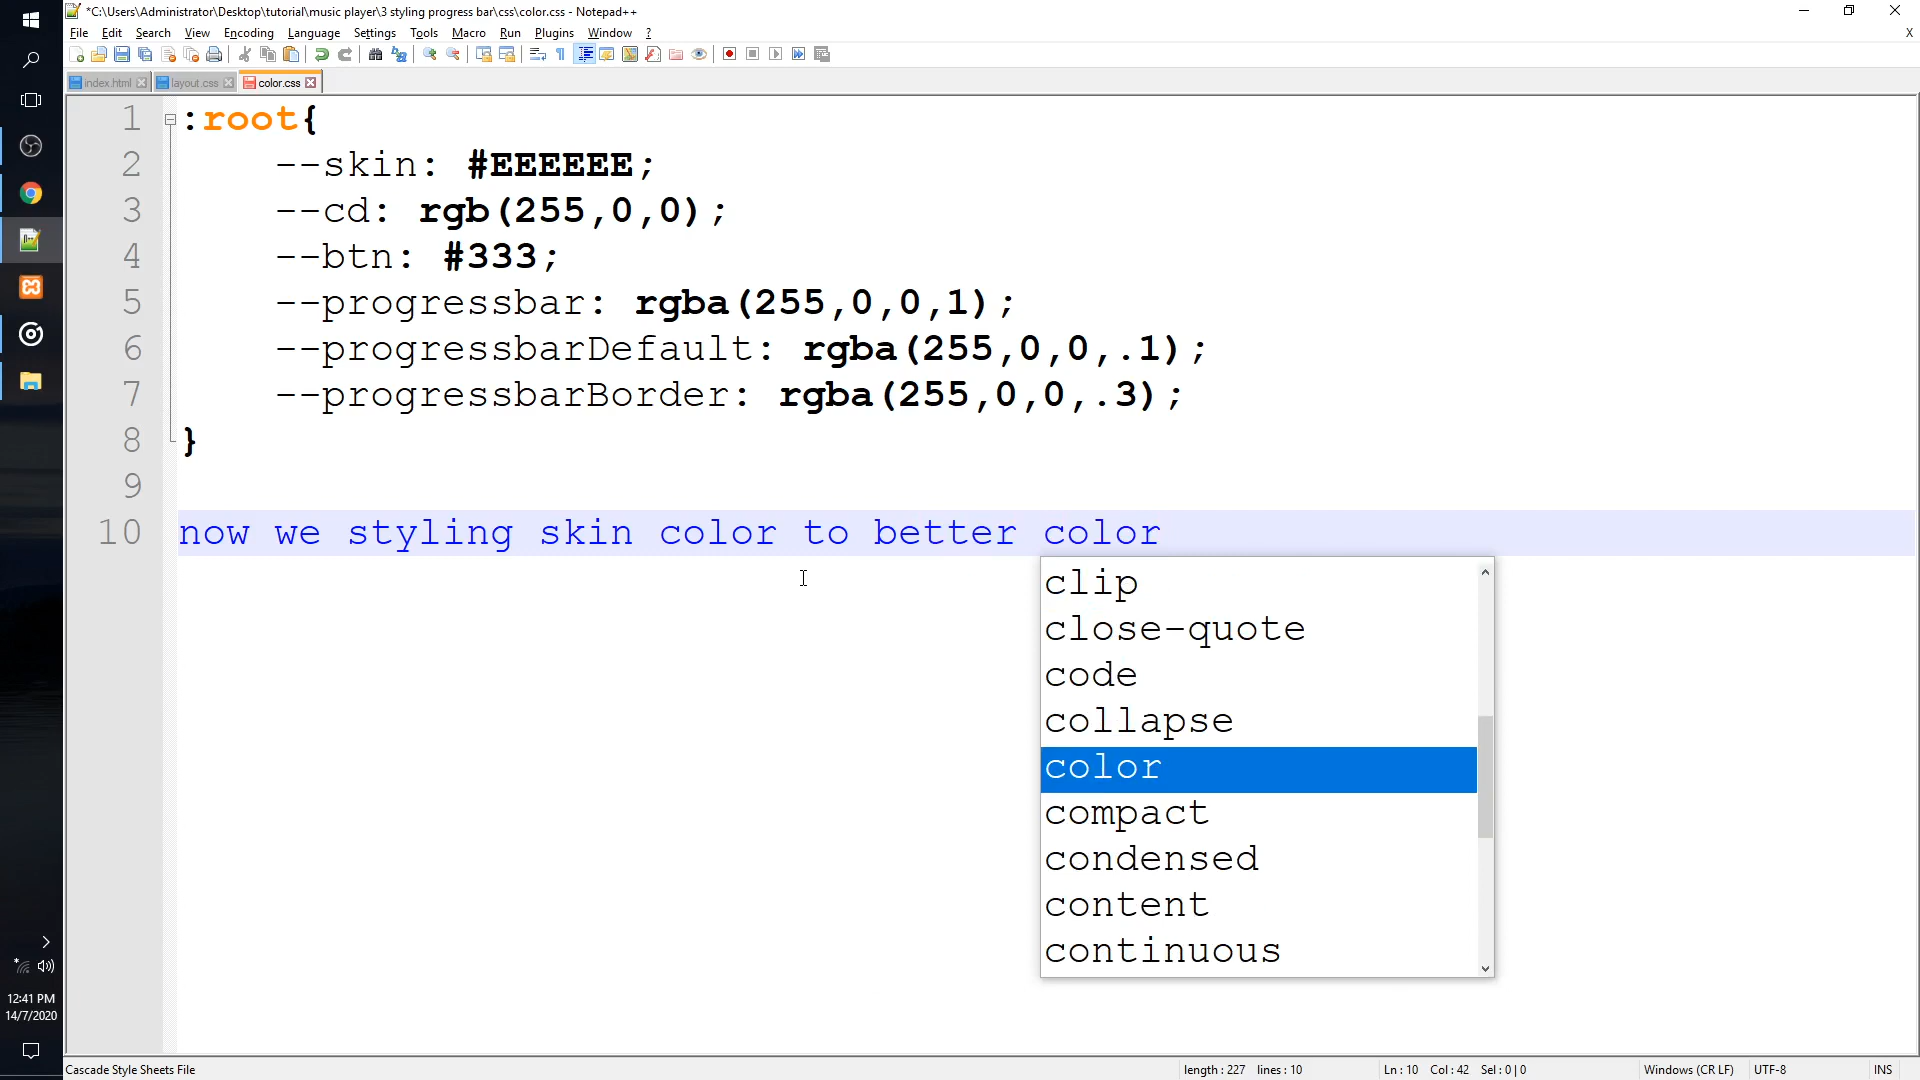 *C:\Users\Administrator\Desktop\tutorial\music player\3 styling progress bar\css\color.css - Notepad++
File Edit Search View Encoding Language Settings Tools Macro Run Plugins Window ? X
index.html layout.css color.css
1 :root{
2 --skin: #EEEEEE;
3 --cd: rgb(255,0,0);
4 --btn: #333;
5 --progressbar: rgba(255,0,0,1);
6 --progressbarDefault: rgba(255,0,0,.1);
7 --progressbarBorder: rgba(255,0,0,.3);
8 }
9
10 now we styling skin color to better color
clip
close-quote
code
collapse
color
compact
condensed
content
continuous
12:41 PM
14/7/2020
Cascade Style Sheets File length : 227 lines : 10 Ln : 10 Col : 42 Sel : 0 | 0 Windows (CR LF) UTF-8 INS